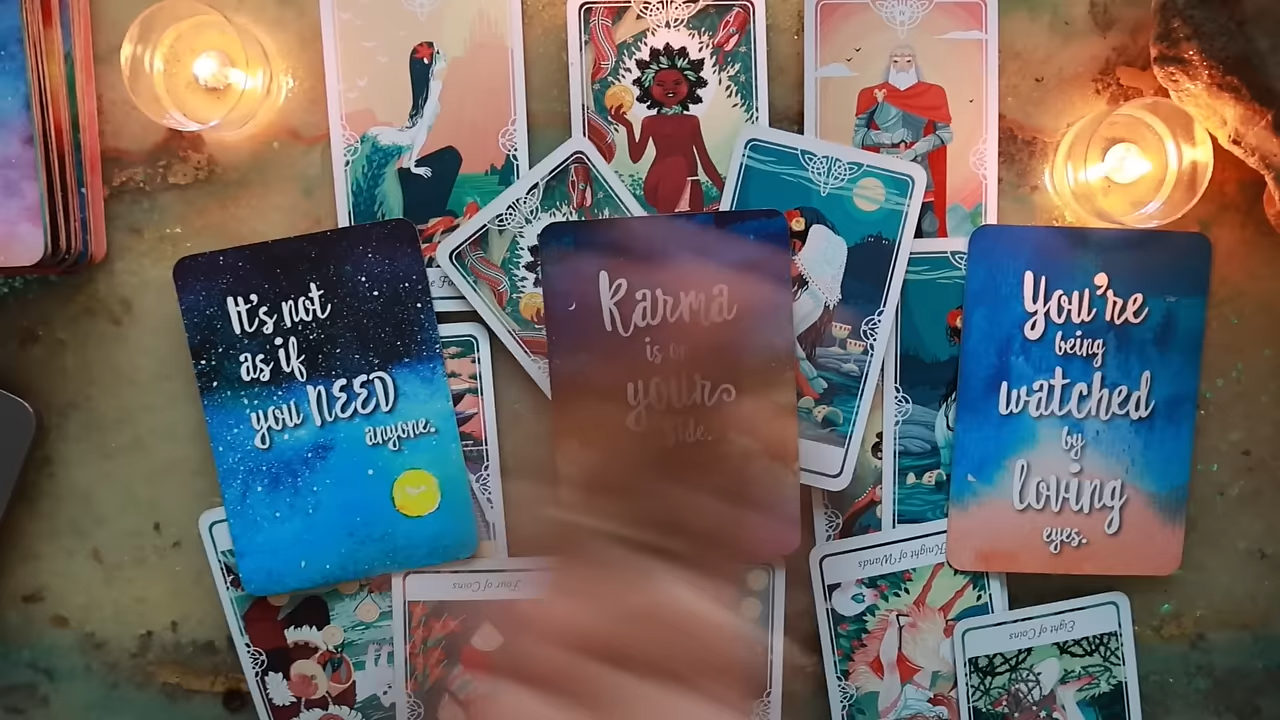 IV
It's not
as if
you NEED
anyone.
Karma
is on
your
side.
You're
being
watched
by
loving
eyes.
Four of Coins
Knight of Wands
Eight of Coins